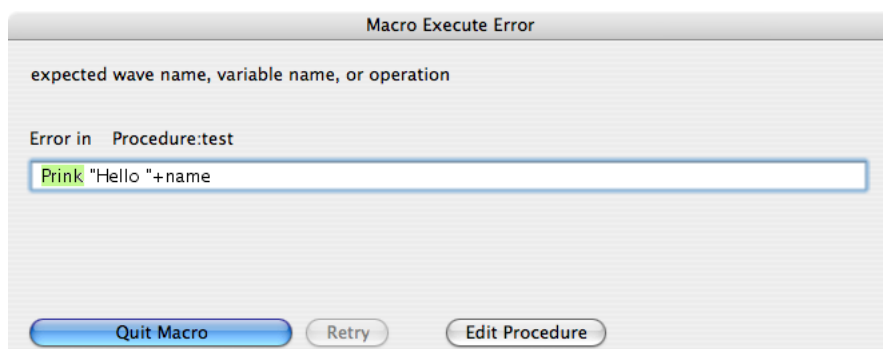 Macro Execute Error
expected wave name, variable name, or operation
Error in Procedure:test
Prink "Hello "+name
Quit Macro Retry Edit Procedure